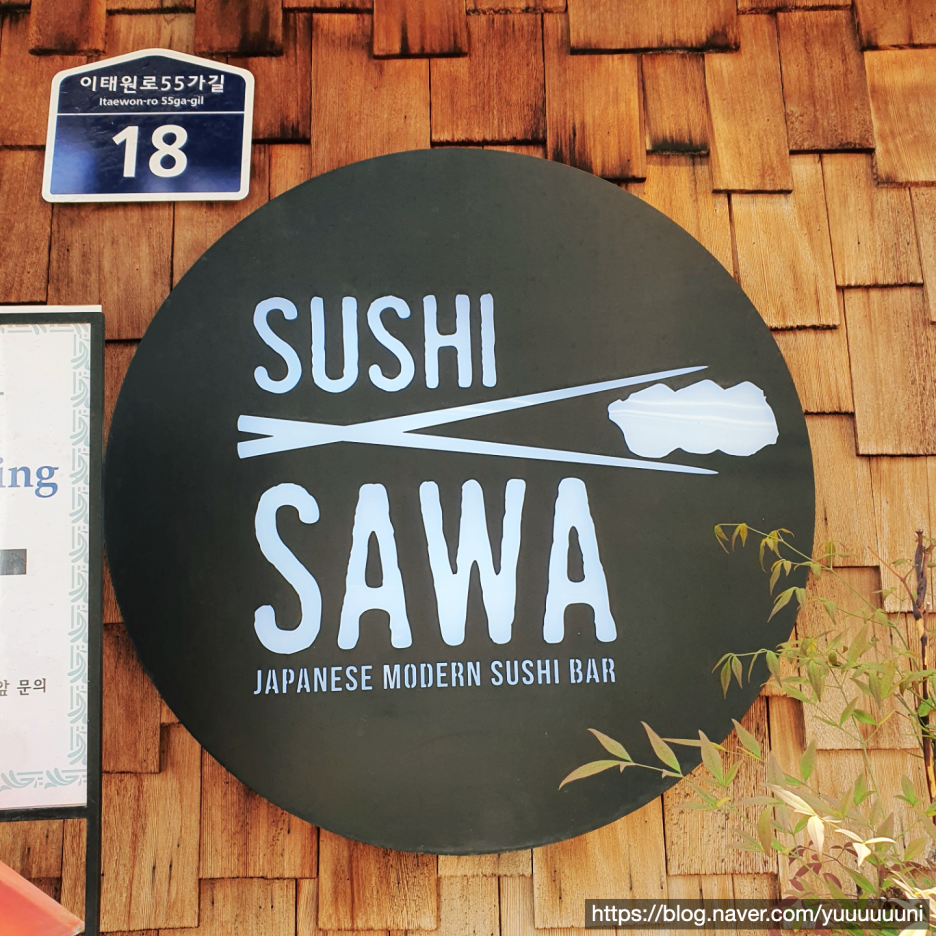 이태원로55가길
Itaewon-ro 55ga-gil
18
SUSHI
SAWA
JAPANESE MODERN SUSHI BAR
ing
앞 문의
https://blog.naver.com/yuuuuuuni